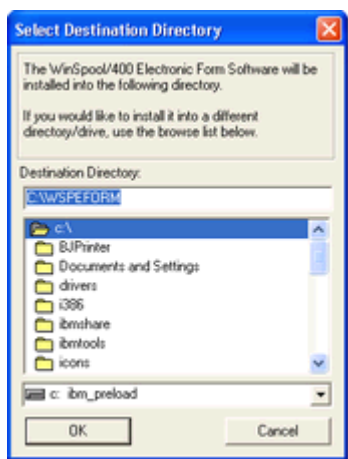 Select Destination Directory
The WinSpool/400 Electronic Form Software will be
installed into the following directory.
If you would like to install it into a different
directory/drive, use the browse list below.
Destination Directory:
C:\WSPEFORM
c:\
BJPrinter
Documents and Settings
drivers
i386
ibmshare
ibmtools
icons
c: ibm_preload
OK
Cancel